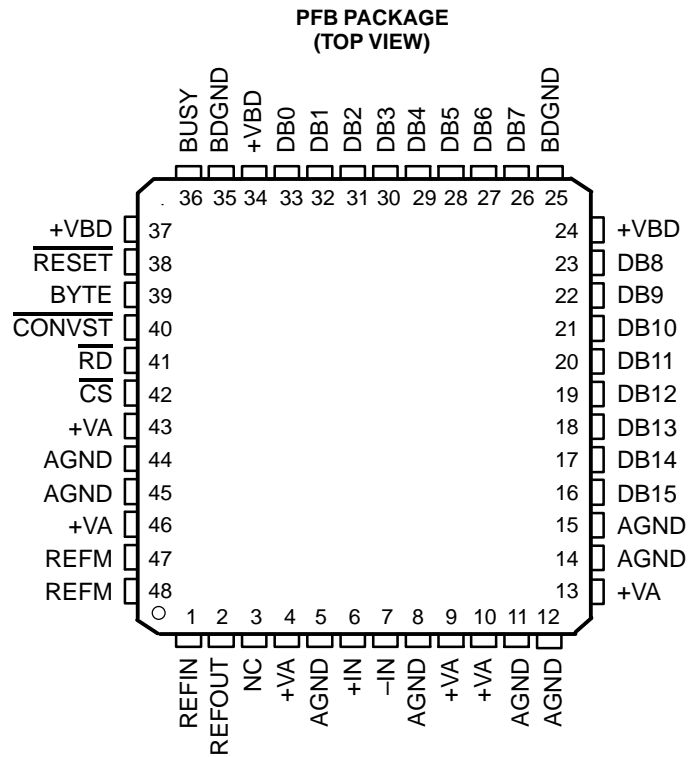 PFB PACKAGE
(TOP VIEW)
BUSY
BDGND
+VBD
DB0
DB1
DB2
DB3
DB4
DB5
DB6
DB7
BDGND
36 35 34 33 32 31 30 29 28 27 26 25
+VBD 37
RESET 38
BYTE 39
CONVST 40
RD 41
CS 42
+VA 43
AGND 44
AGND 45
+VA 46
REFM 47
REFM 48
24 +VBD
23 DB8
22 DB9
21 DB10
20 DB11
19 DB12
18 DB13
17 DB14
16 DB15
15 AGND
14 AGND
13 +VA
1 2 3 4 5 6 7 8 9 10 11 12
REFIN
REFOUT
NC
+VA
AGND
+IN
–IN
AGND
+VA
+VA
AGND
AGND